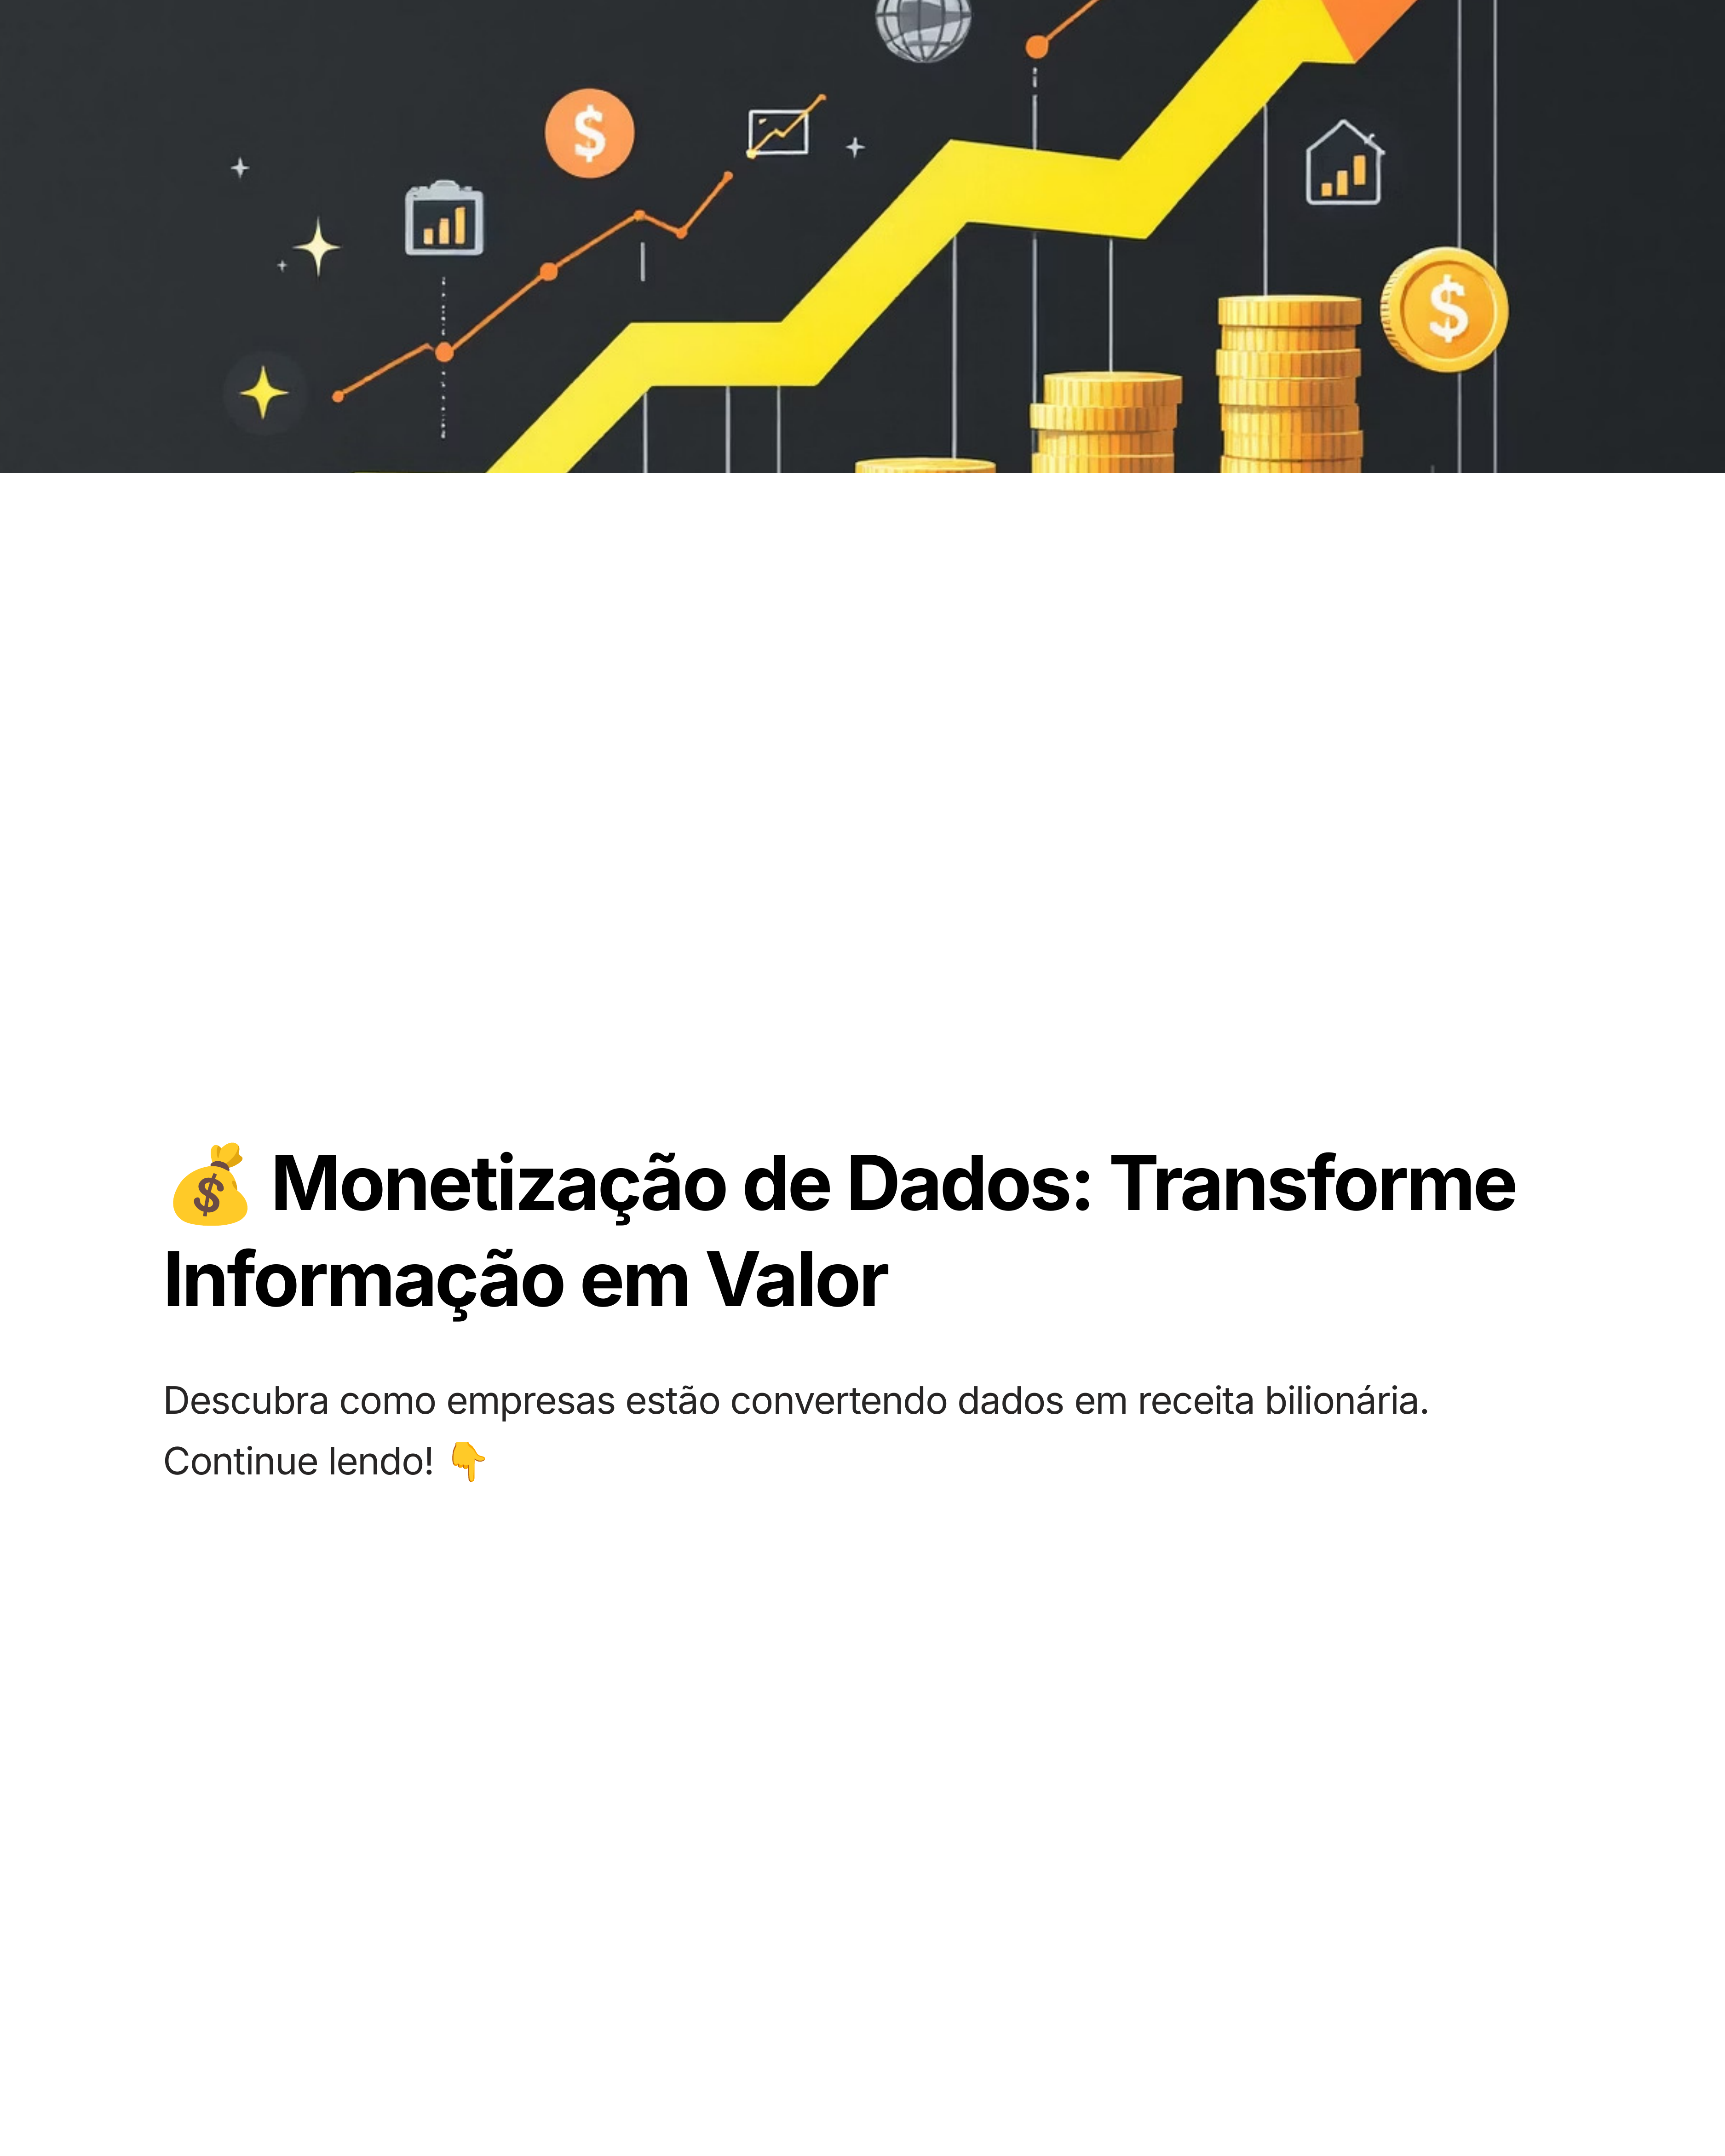 $
$
💰 Monetização de Dados: Transforme
Informação em Valor
Descubra como empresas estão convertendo dados em receita bilionária.
Continue lendo! 👇